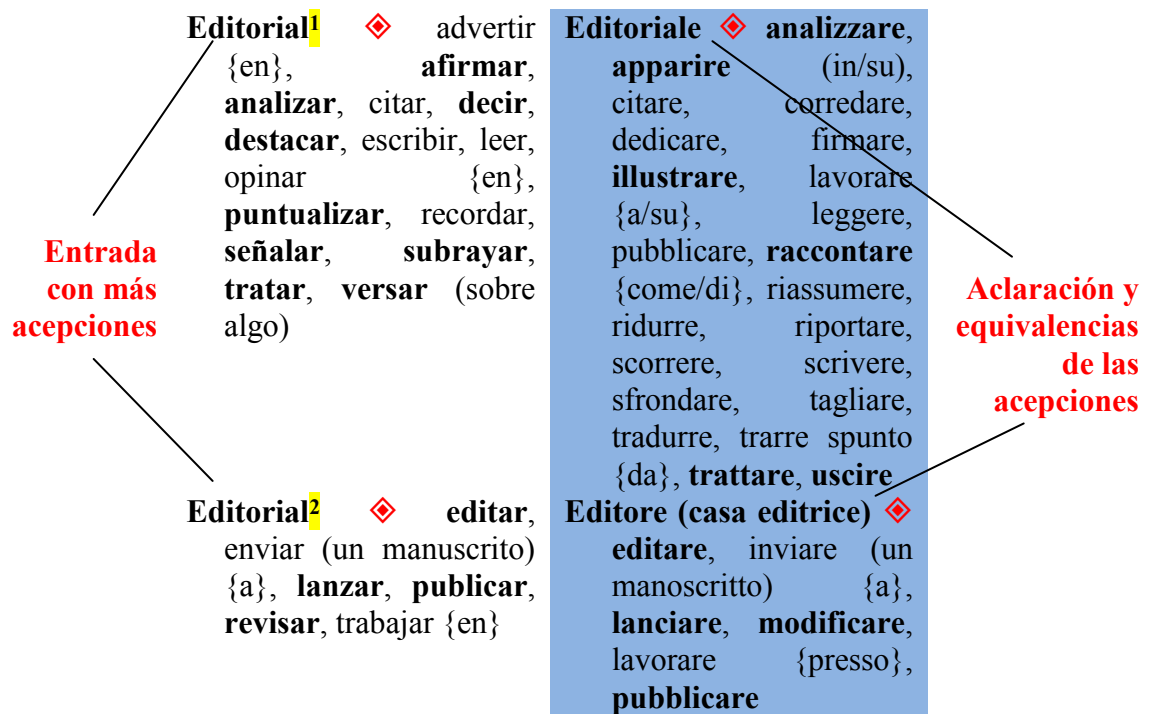 Editorial¹ ◈ advertir
{en}, afirmar,
analizar, citar, decir,
destacar, escribir, leer,
opinar {en},
puntualizar, recordar,
señalar, subrayar,
tratar, versar (sobre
algo)
Editoriale ◈ analizzare,
apparire (in/su),
citare, corredare,
dedicare, firmare,
illustrare, lavorare
{a/su}, leggere,
pubblicare, raccontare
{come/di}, riassumere,
ridurre, riportare,
scorrere, scrivere,
sfrondare, tagliare,
tradurre, trarre spunto
{da}, trattare, uscire
Entrada
con más
acepciones
Aclaración y
equivalencias
de las
acepciones
Editorial² ◈ editar,
enviar (un manuscrito)
{a}, lanzar, publicar,
revisar, trabajar {en}
Editore (casa editrice) ◈
editare, inviare (un
manoscritto) {a},
lanciare, modificare,
lavorare {presso},
pubblicare